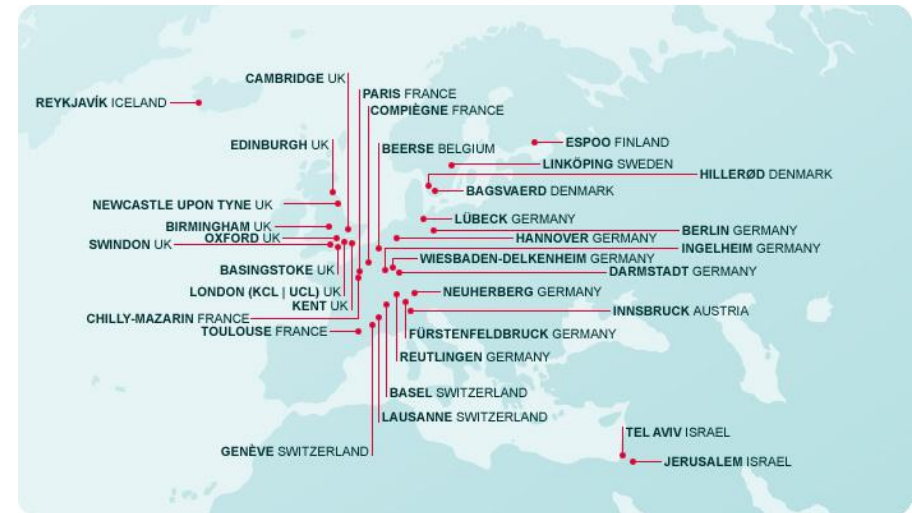 CAMBRIDGE UK
PARIS FRANCE
REYKJAVÍK ICELAND
COMPIÈGNE FRANCE
EDINBURGH UK
BEERSE BELGIUM
ESPOO FINLAND
LINKÖPING SWEDEN
HILLERØD DENMARK
BAGSVAERD DENMARK
NEWCASTLE UPON TYNE UK
LÜBECK GERMANY
BIRMINGHAM UK
BERLIN GERMANY
OXFORD UK
HANNOVER GERMANY
SWINDON UK
INGELHEIM GERMANY
WIESBADEN-DELKENHEIM GERMANY
BASINGSTOKE UK
DARMSTADT GERMANY
LONDON (KCL | UCL) UK
NEUHERBERG GERMANY
KENT UK
INNSBRUCK AUSTRIA
CHILLY-MAZARIN FRANCE
TOULOUSE FRANCE
FÜRSTENFELDBRUCK GERMANY
REUTLINGEN GERMANY
BASEL SWITZERLAND
LAUSANNE SWITZERLAND
TEL AVIV ISRAEL
GENÈVE SWITZERLAND
JERUSALEM ISRAEL